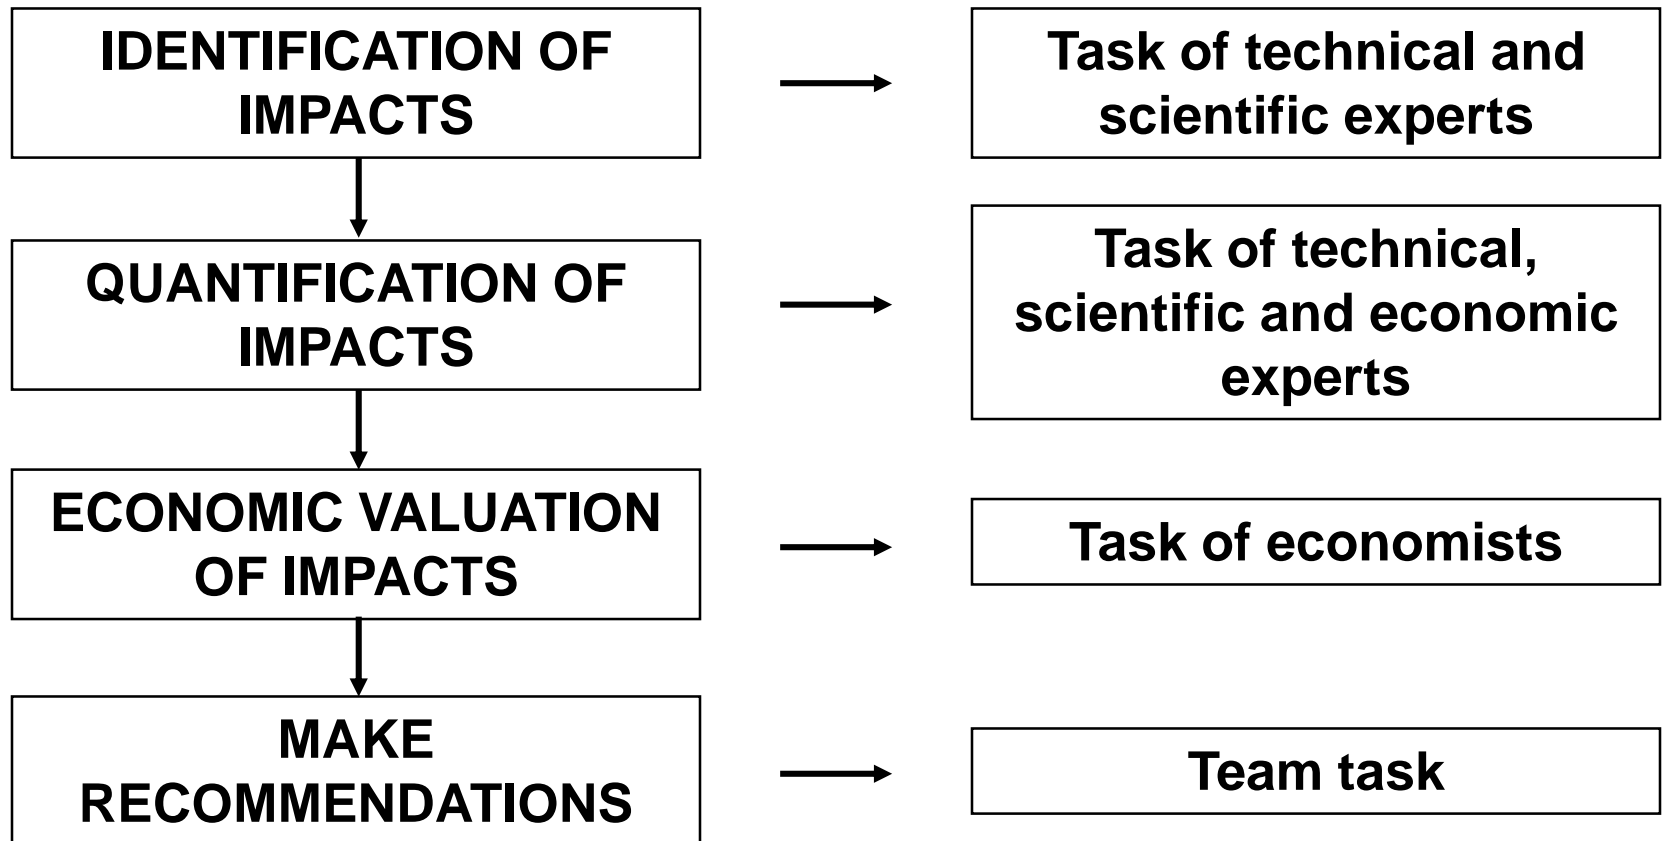 IDENTIFICATION OF
IMPACTS
Task of technical and
scientific experts
QUANTIFICATION OF
IMPACTS
Task of technical,
scientific and economic
experts
ECONOMIC VALUATION
OF IMPACTS
Task of economists
MAKE
RECOMMENDATIONS
Team task